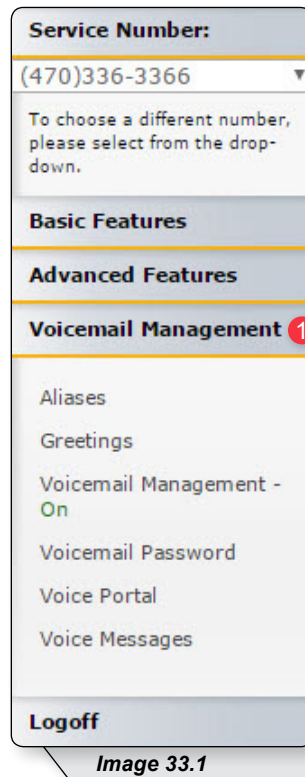 Service Number:
(470)336-3366
To choose a different number,
please select from the drop-
down.
Basic Features
Advanced Features
Voicemail Management 1
Aliases
Greetings
Voicemail Management -
On
Voicemail Password
Voice Portal
Voice Messages
Logoff
Image 33.1